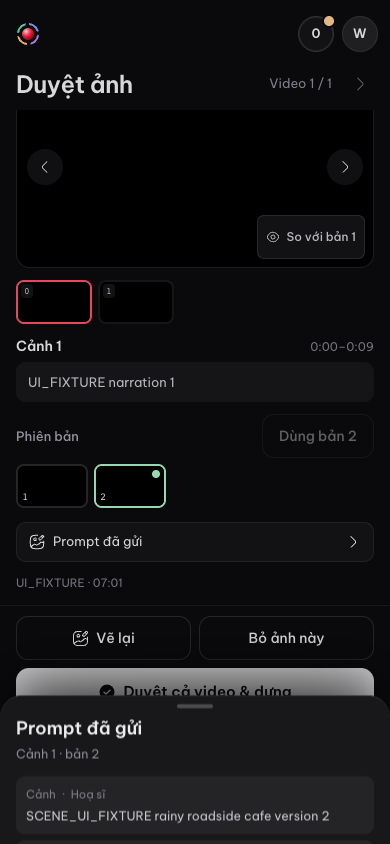 0
W
Duyệt ảnh
Video 1 / 1
So với bản 1
0
1
Cảnh 1
0:00–0:09
UI_FIXTURE narration 1
Phiên bản
Dùng bản 2
1
2
Prompt đã gửi
UI_FIXTURE · 07:01
Vẽ lại
Bỏ ảnh này
Duyệt cả video & dựng
Prompt đã gửi
Cảnh 1 · bản 2
Cảnh · Hoạ sĩ
SCENE_UI_FIXTURE rainy roadside cafe version 2